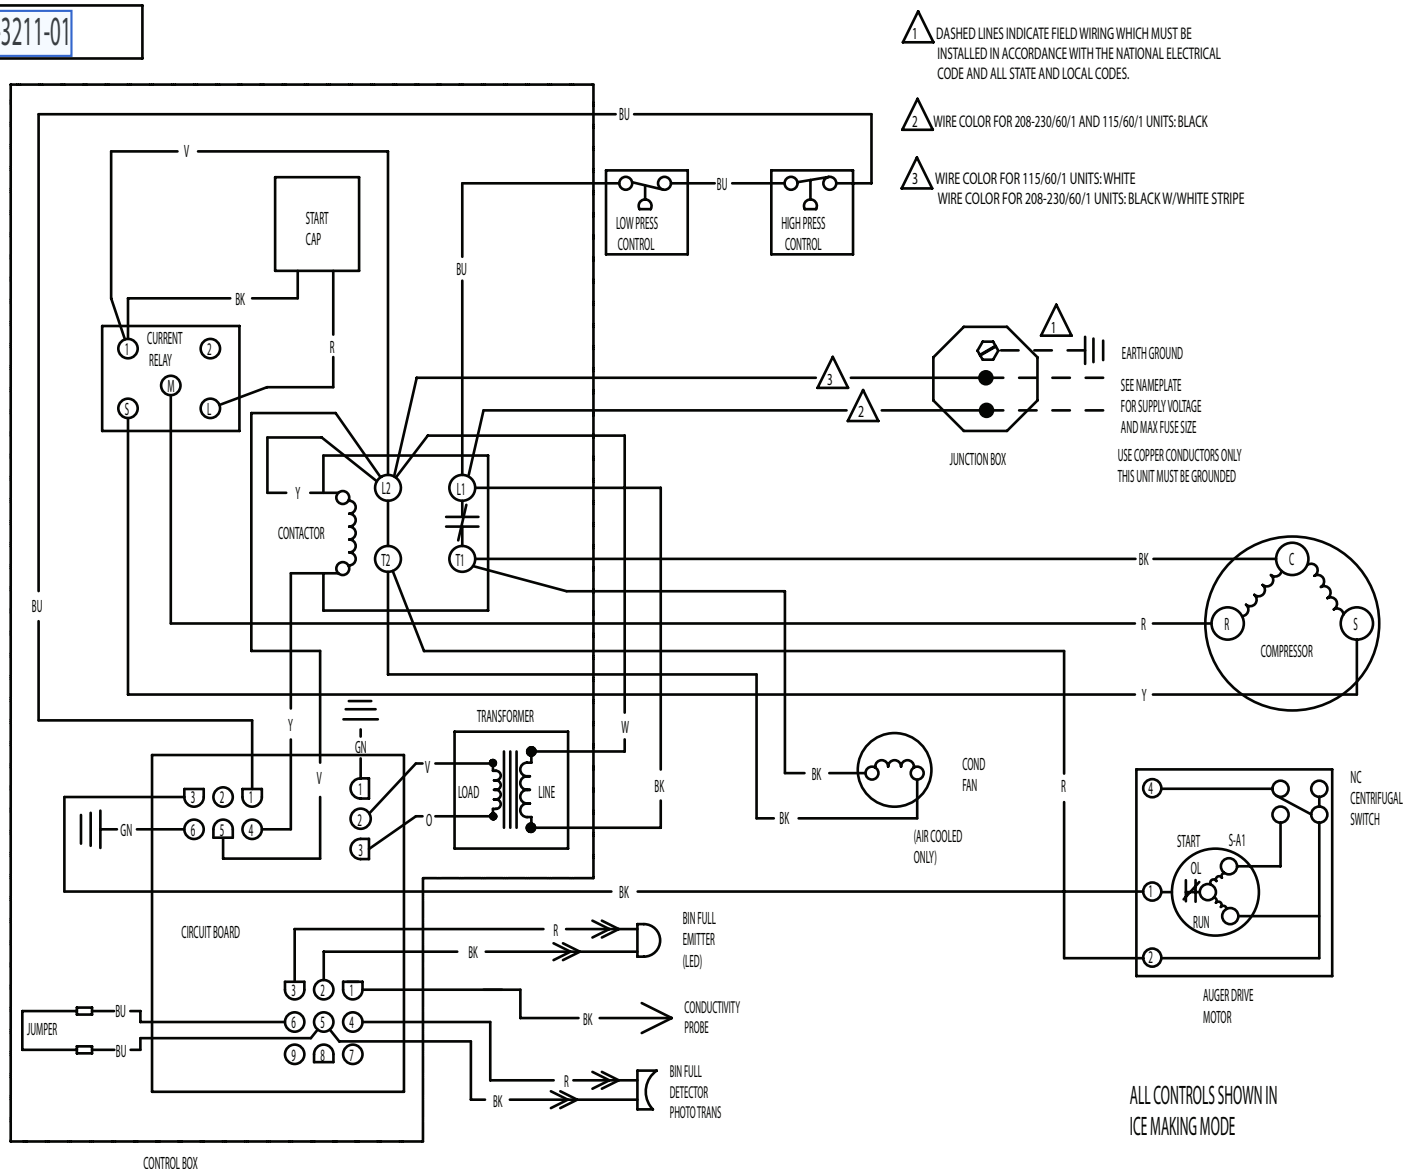 3211-01
1 DASHED LINES INDICATE FIELD WIRING WHICH MUST BE
INSTALLED IN ACCORDANCE WITH THE NATIONAL ELECTRICAL
CODE AND ALL STATE AND LOCAL CODES.
2 WIRE COLOR FOR 208-230/60/1 AND 115/60/1 UNITS: BLACK
3 WIRE COLOR FOR 115/60/1 UNITS: WHITE
WIRE COLOR FOR 208-230/60/1 UNITS: BLACK W/WHITE STRIPE
BU
V
BU
LOW PRESS
CONTROL
HIGH PRESS
CONTROL
START
CAP
BU
BK
R
CURRENT
RELAY
1
2
M
S
L
1
EARTH GROUND
3
2
SEE NAMEPLATE
FOR SUPPLY VOLTAGE
AND MAX FUSE SIZE
JUNCTION BOX
USE COPPER CONDUCTORS ONLY
THIS UNIT MUST BE GROUNDED
L2
L1
Y
CONTACTOR
T2
T1
BK
C
BU
R
R
S
COMPRESSOR
Y
TRANSFORMER
Y
W
GN
V
V
LOAD
LINE
BK
BK
COND
FAN
BK
R
(AIR COOLED
ONLY)
O
1
2
3
3
2
1
6
5
4
GN
4
NC
CENTRIFUGAL
SWITCH
START
S-A1
OL
RUN
1
2
BK
AUGER DRIVE
MOTOR
CIRCUIT BOARD
R
BK
BIN FULL
EMITTER
(LED)
3
2
1
6
5
4
9
8
7
BK
CONDUCTIVITY
PROBE
BU
JUMPER
BU
R
BK
BIN FULL
DETECTOR
PHOTO TRANS
ALL CONTROLS SHOWN IN
ICE MAKING MODE
CONTROL BOX